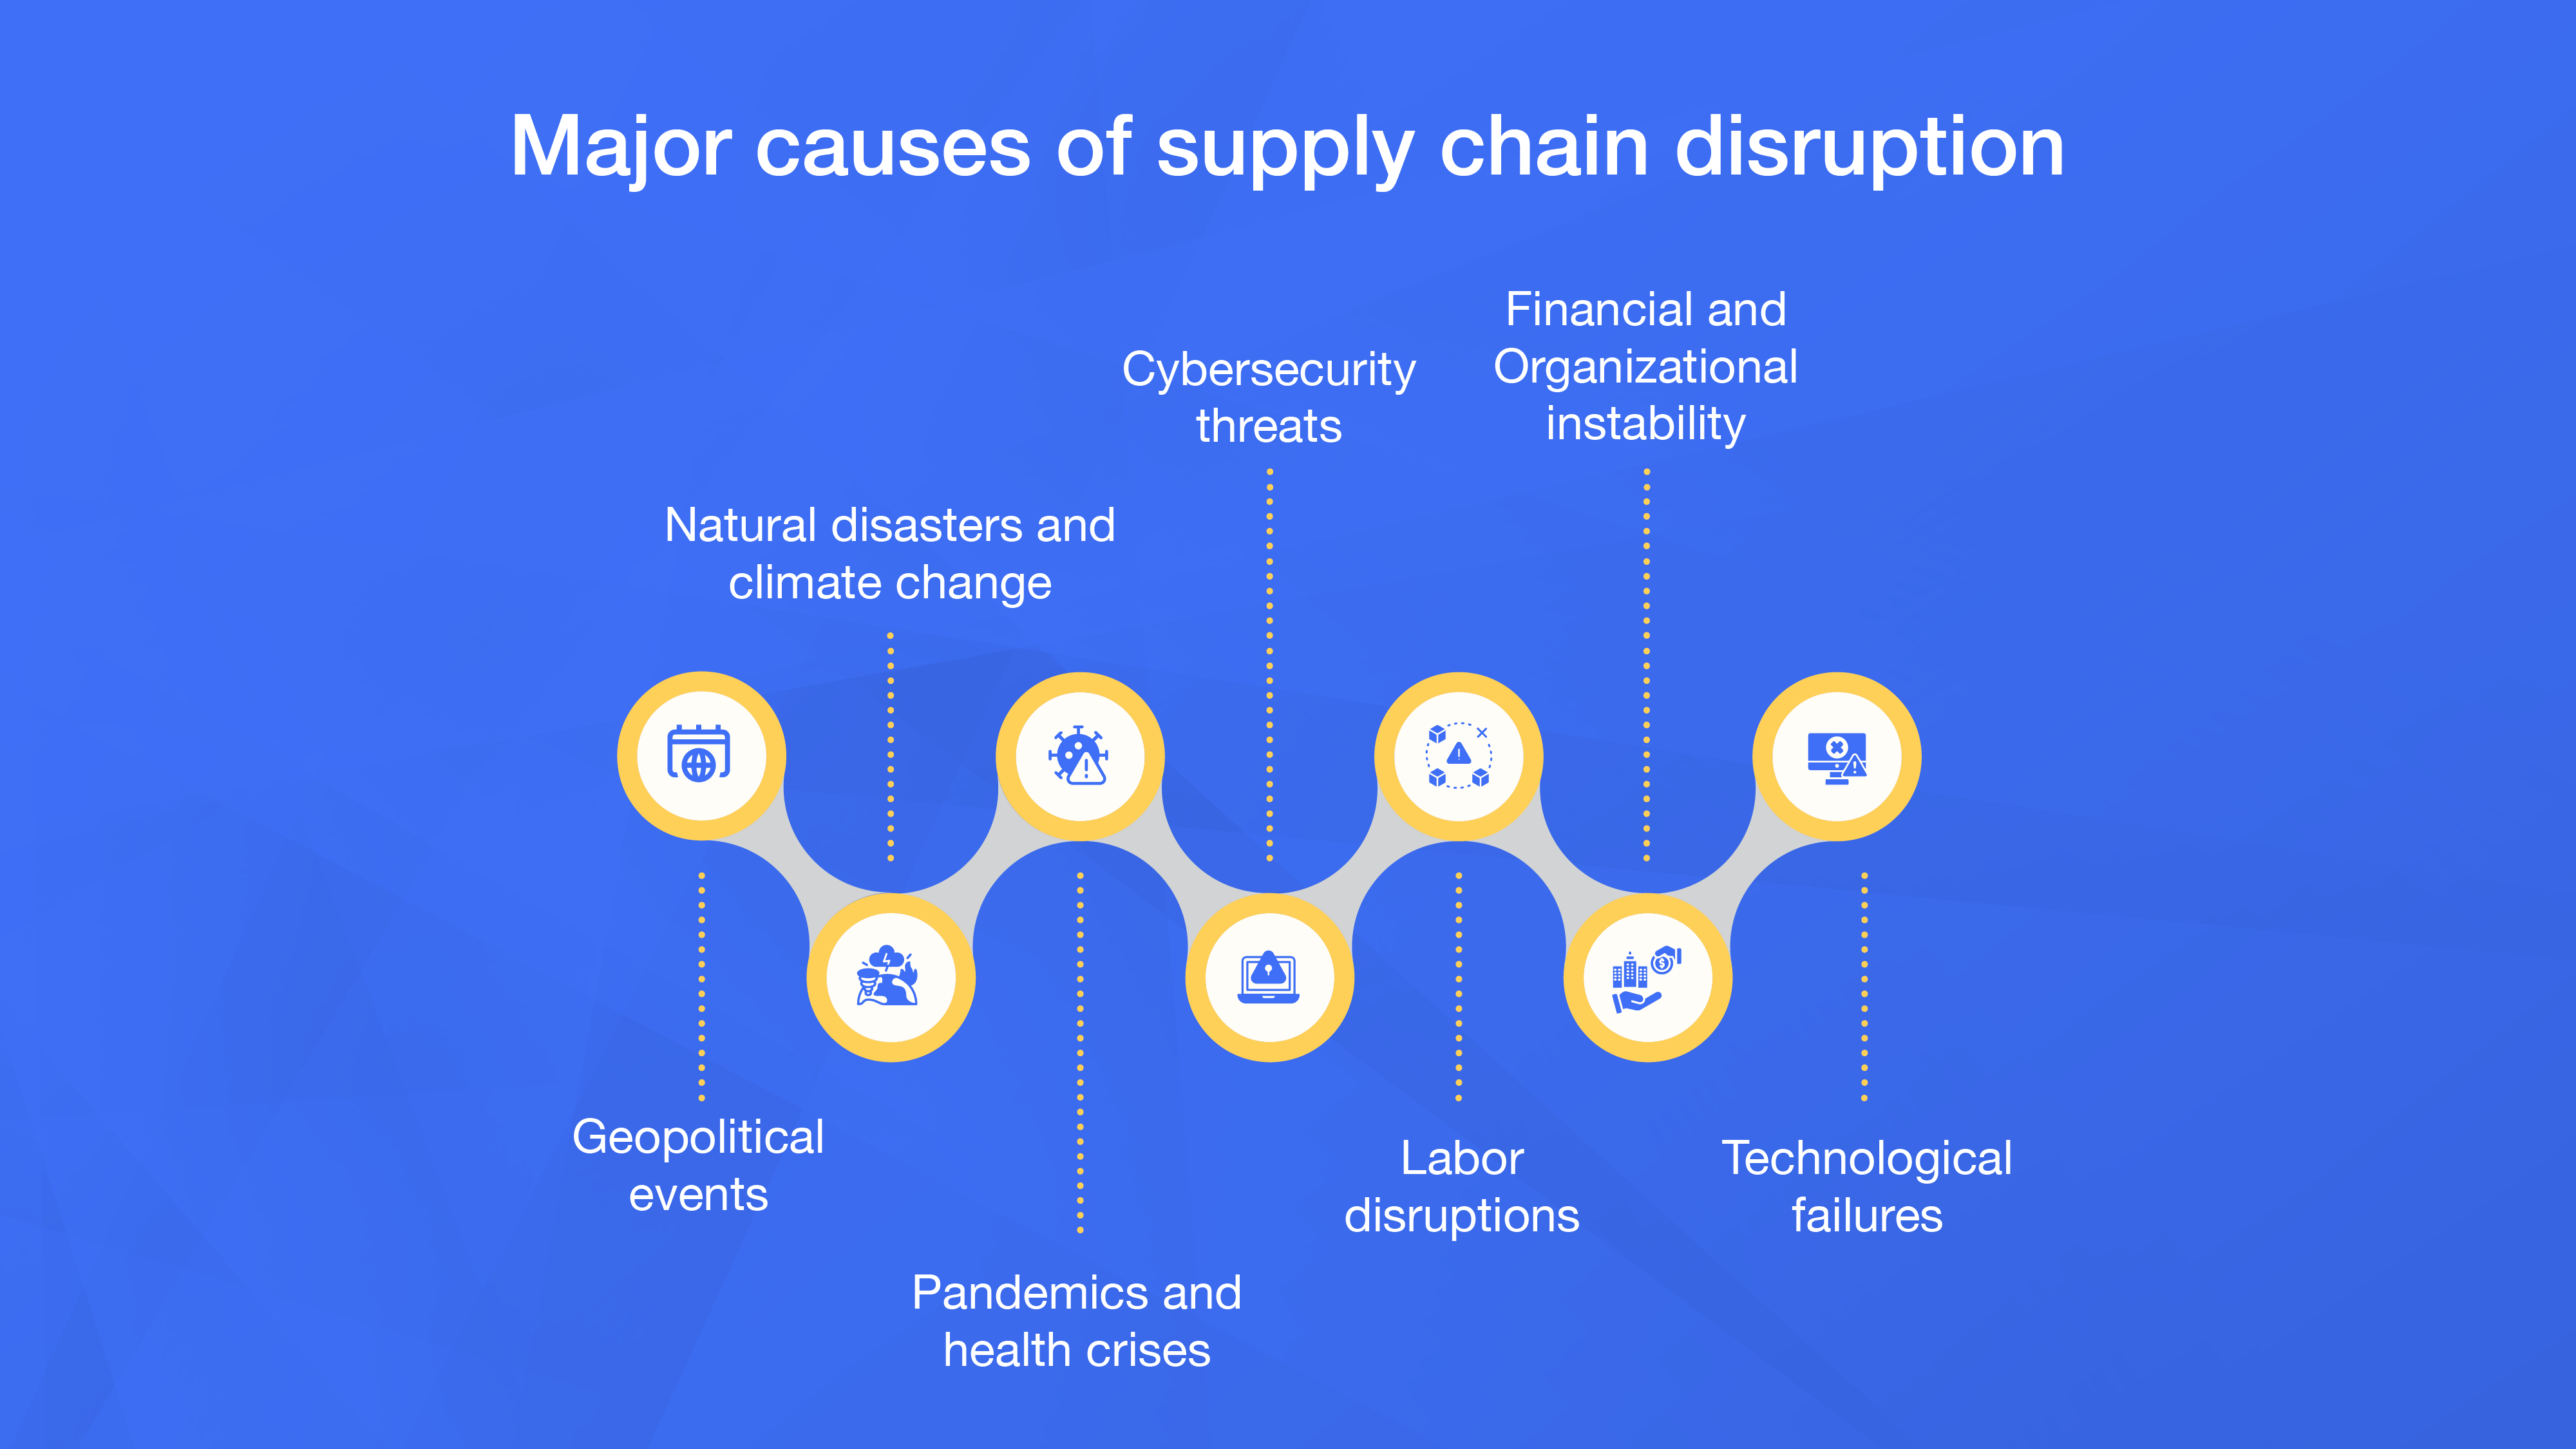 Major causes of supply chain disruption
Financial and
Organizational
instability
Cybersecurity
threats
Natural disasters and
climate change
Geopolitical
events
Pandemics and
health crises
Labor
disruptions
Technological
failures